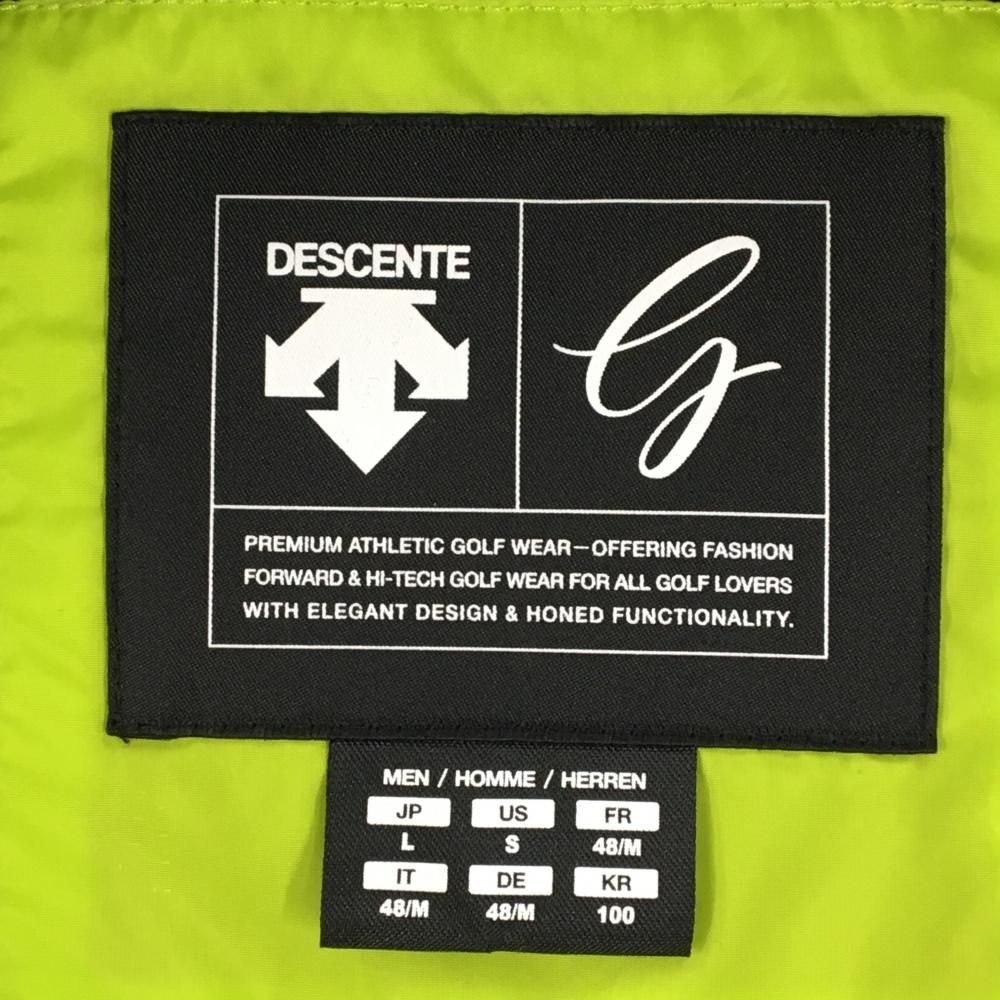 DESCENTE
G
PREMIUM ATHLETIC GOLF WEAR—OFFERING FASHION
FORWARD & HI-TECH GOLF WEAR FOR ALL GOLF LOVERS
WITH ELEGANT DESIGN & HONED FUNCTIONALITY.
MEN / HOMME / HERREN
JP US FR
L S 48/M
IT DE KR
48/M 48/M 100